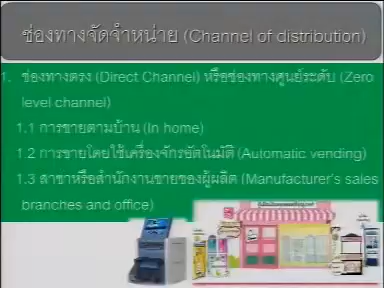 ช่องทางจัดจำหน่าย (Channel of distribution)
1. ช่องทางตรง (Direct Channel) หรือช่องทางศูนย์ระดับ (Zero
level channel)
1.1 การขายตามบ้าน (In home)
1.2 การขายโดยใช้เครื่องจักรอัตโนมัติ (Automatic vending)
1.3 สาขาหรือสำนักงานขายของผู้ผลิต (Manufacturer's sales
branches and office)